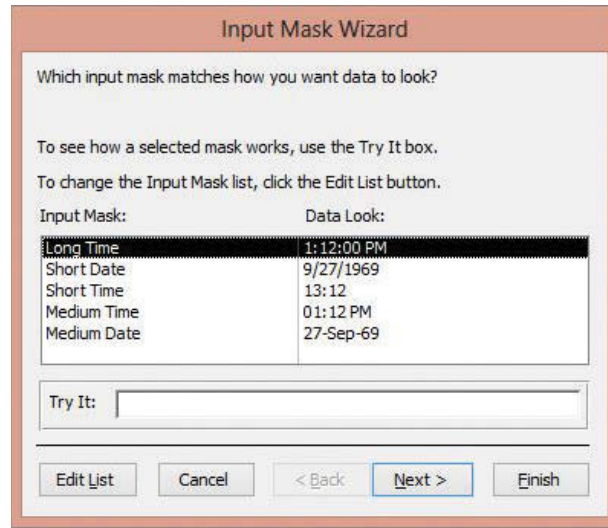 Input Mask Wizard
Which input mask matches how you want data to look?
To see how a selected mask works, use the Try It box.
To change the Input Mask list, click the Edit List button.
Input Mask: Data Look:
Long Time 1:12:00 PM
Short Date 9/27/1969
Short Time 13:12
Medium Time 01:12 PM
Medium Date 27-Sep-69
Try It:
Edit List Cancel < Back Next > Finish